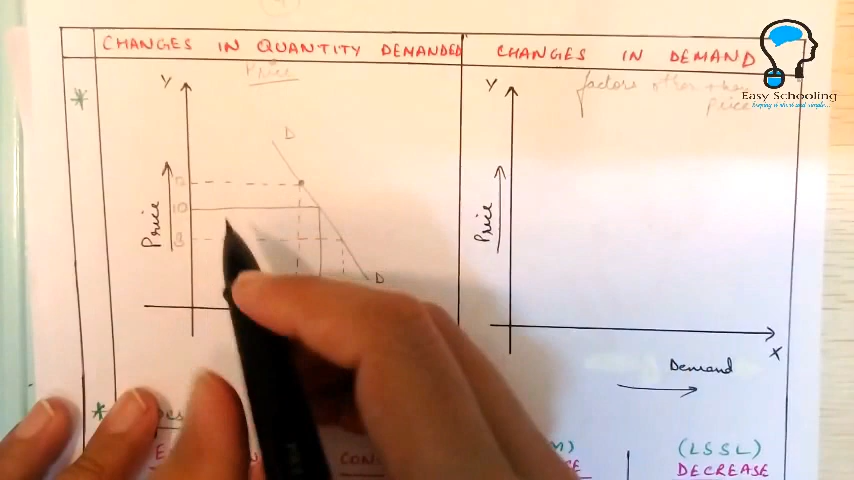 CHANGES IN QUANTITY DEMANDED
CHANGES IN DEMAND
Easy Schooling
Price
factors other than
price
Y
D
12
10
8
Price
D
Y
Price
X
Demand
(LSSL)
DECREASE